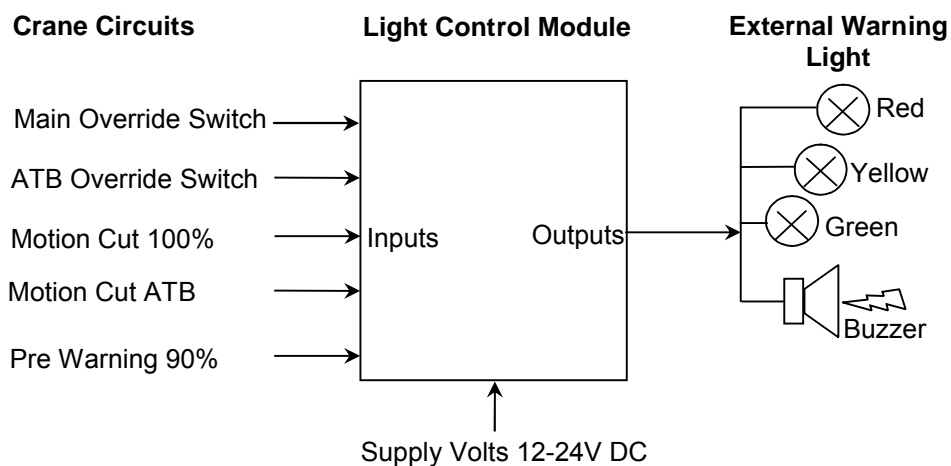 Crane Circuits
Light Control Module
External Warning
Light
Main Override Switch
ATB Override Switch
Motion Cut 100%
Motion Cut ATB
Pre Warning 90%
Inputs
Outputs
Red
Yellow
Green
Buzzer
Supply Volts 12-24V DC